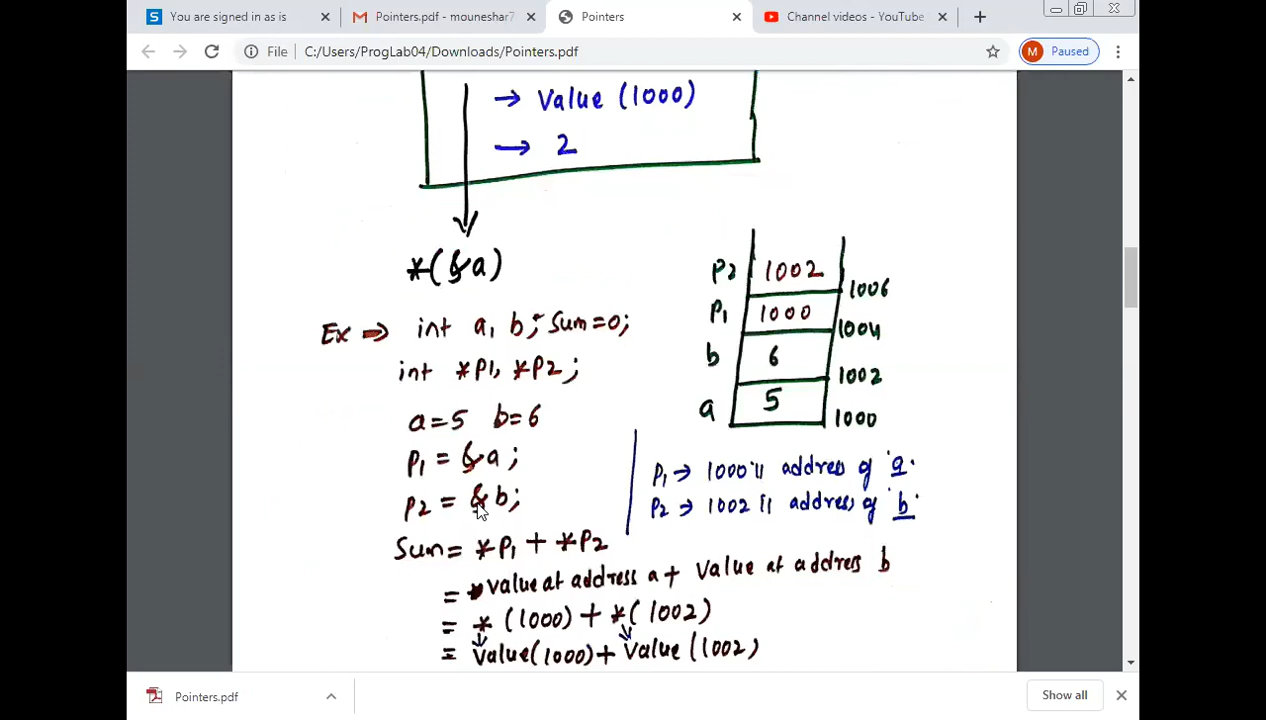 You are signed in as is
Pointers.pdf - mouneshar7
Pointers
Channel videos - YouTube
File
C:/Users/ProgLab04/Downloads/Pointers.pdf
M
Paused
→ Value (1000)
→ 2
*(&a)
P2 1002
1006
P1 1000
1004
b 6
1002
a 5
1000
Ex ⇒ int a, b; Sum=0;
int *P1, *P2;
a=5 b=6
P1 = &a;
P2 = &b;
P1 → 1000 // address of 'a'
P2 → 1002 // address of 'b'
Sum= *P1 + *P2
= Value at address a + Value at address b
= * (1000) + *(1002)
= Value(1000)+ Value (1002)
Pointers.pdf
Show all